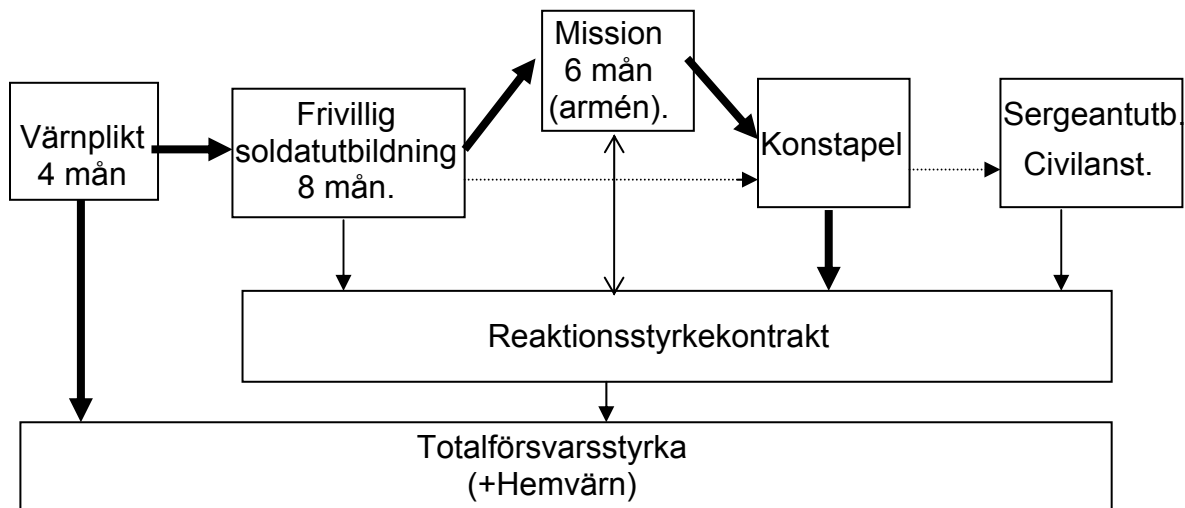 Värnplikt
4 mån
Frivillig
soldatutbildning
8 mån.
Mission
6 mån
(armén).
Konstapel
Sergeantutb.
Civilanst.
Reaktionsstyrkekontrakt
Totalförsvarsstyrka
(+Hemvärn)